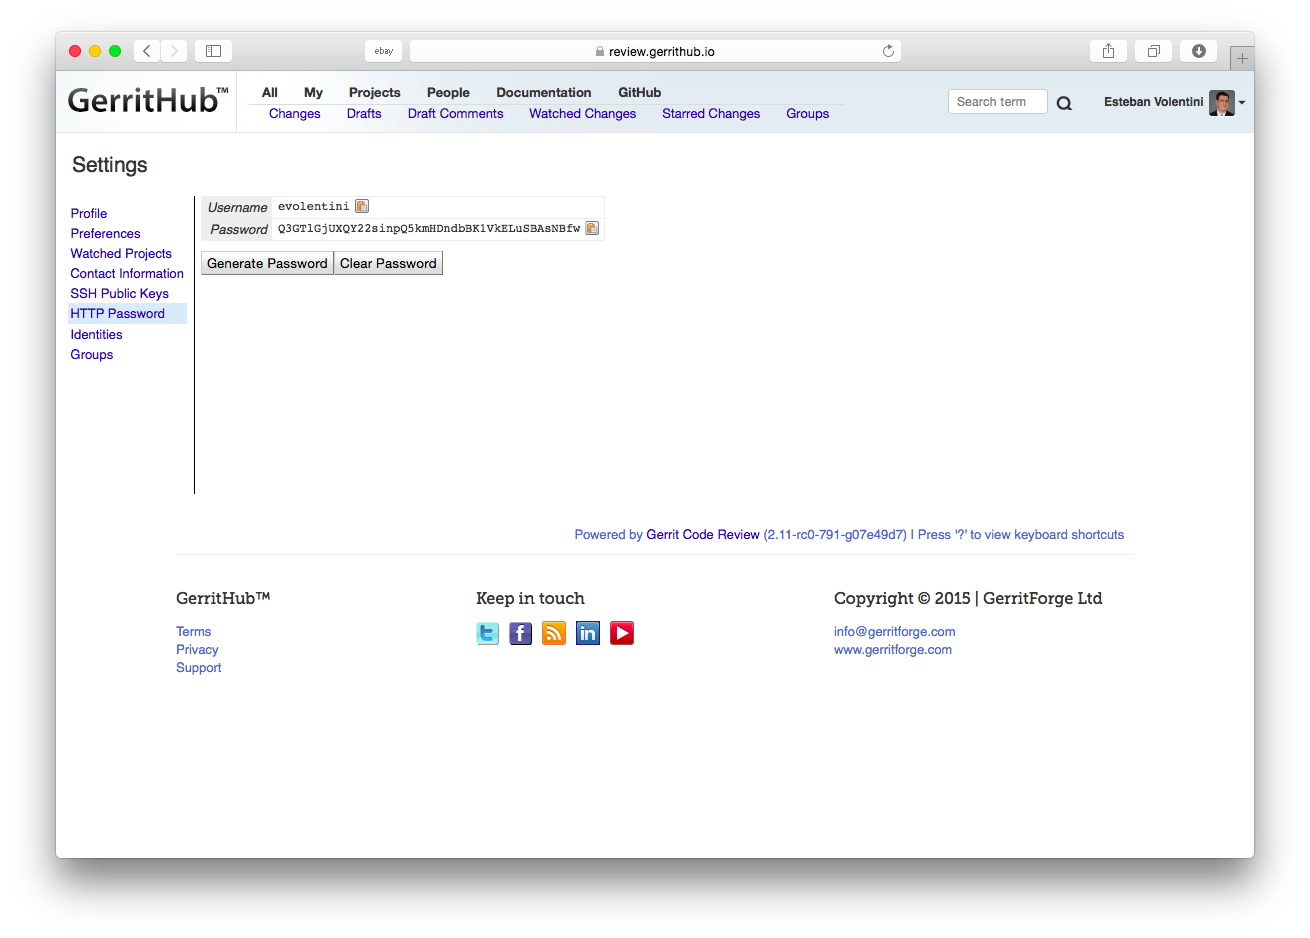 ebay
review.gerrithub.io
GerritHub™
All My Projects People Documentation GitHub
Changes Drafts Draft Comments Watched Changes Starred Changes Groups
Search term
Esteban Volentini
Settings
Profile
Preferences
Watched Projects
Contact Information
SSH Public Keys
HTTP Password
Identities
Groups
Username evolentini
Password Q3GTlGjUXQY22sinpQ5kmHDndbBK1VkELuSBAsNBfw
Generate Password Clear Password
Powered by Gerrit Code Review (2.11-rc0-791-g07e49d7) | Press '?' to view keyboard shortcuts
GerritHub™
Terms
Privacy
Support
Keep in touch
Copyright © 2015 | GerritForge Ltd
info@gerritforge.com
www.gerritforge.com